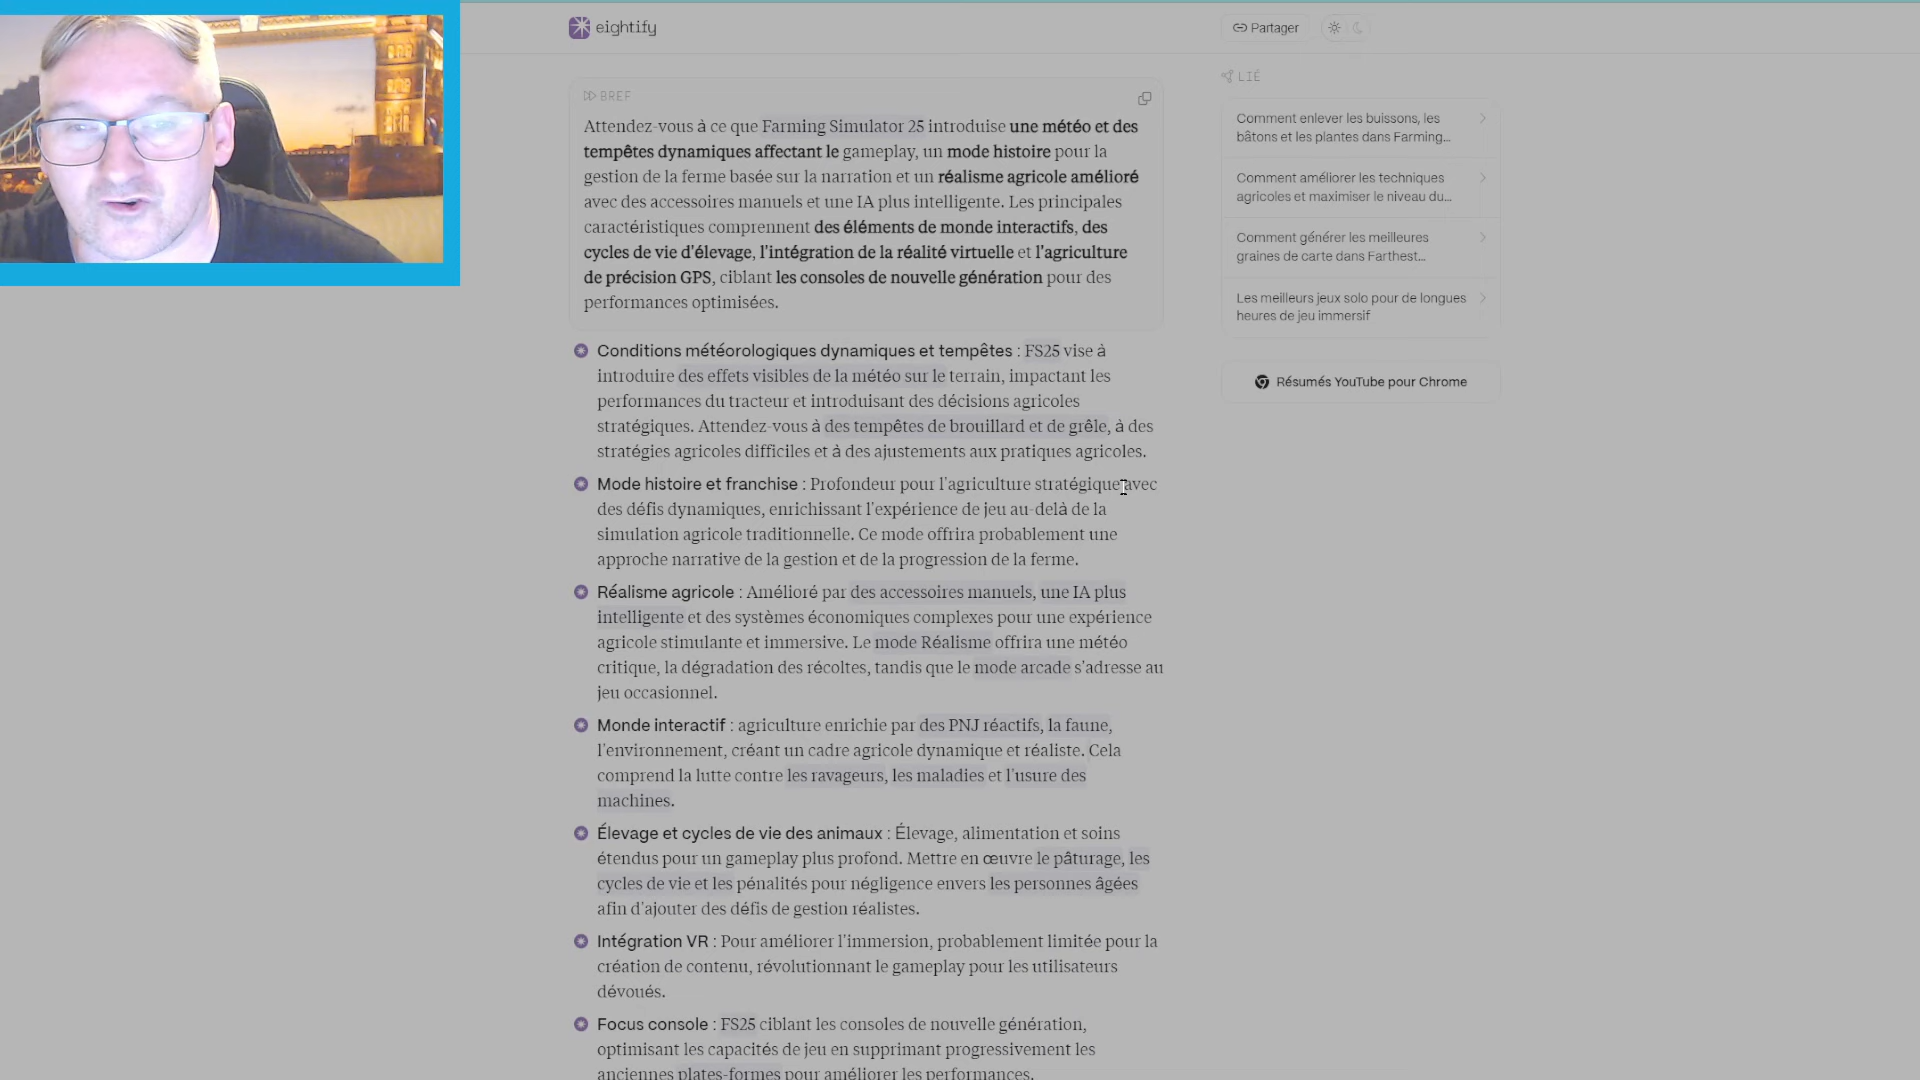 eightify
Partager
BREF
Attendez-vous à ce que Farming Simulator 25 introduise une météo et des
tempêtes dynamiques affectant le gameplay, un mode histoire pour la
gestion de la ferme basée sur la narration et un réalisme agricole amélioré
avec des accessoires manuels et une IA plus intelligente. Les principales
caractéristiques comprennent des éléments de monde interactifs, des
cycles de vie d'élevage, l'intégration de la réalité virtuelle et l'agriculture
de précision GPS, ciblant les consoles de nouvelle génération pour des
performances optimisées.
Conditions météorologiques dynamiques et tempêtes : FS25 vise à
introduire des effets visibles de la météo sur le terrain, impactant les
performances du tracteur et introduisant des décisions agricoles
stratégiques. Attendez-vous à des tempêtes de brouillard et de grêle, à des
stratégies agricoles difficiles et à des ajustements aux pratiques agricoles.
Mode histoire et franchise : Profondeur pour l'agriculture stratégique avec
des défis dynamiques, enrichissant l'expérience de jeu au-delà de la
simulation agricole traditionnelle. Ce mode offrira probablement une
approche narrative de la gestion et de la progression de la ferme.
Réalisme agricole : Amélioré par des accessoires manuels, une IA plus
intelligente et des systèmes économiques complexes pour une expérience
agricole stimulante et immersive. Le mode Réalisme offrira une météo
critique, la dégradation des récoltes, tandis que le mode arcade s'adresse au
jeu occasionnel.
Monde interactif : agriculture enrichie par des PNJ réactifs, la faune,
l'environnement, créant un cadre agricole dynamique et réaliste. Cela
comprend la lutte contre les ravageurs, les maladies et l'usure des
machines.
Élevage et cycles de vie des animaux : Élevage, alimentation et soins
étendus pour un gameplay plus profond. Mettre en œuvre le pâturage, les
cycles de vie et les pénalités pour négligence envers les personnes âgées
afin d'ajouter des défis de gestion réalistes.
Intégration VR : Pour améliorer l'immersion, probablement limitée pour la
création de contenu, révolutionnant le gameplay pour les utilisateurs
dévoués.
Focus console : FS25 ciblant les consoles de nouvelle génération,
optimisant les capacités de jeu en supprimant progressivement les
anciennes plates-formes pour améliorer les performances.
LIÉ
Comment enlever les buissons, les
bâtons et les plantes dans Farming...
Comment améliorer les techniques
agricoles et maximiser le niveau du...
Comment générer les meilleures
graines de carte dans Farthest...
Les meilleurs jeux solo pour de longues
heures de jeu immersif
Résumés YouTube pour Chrome